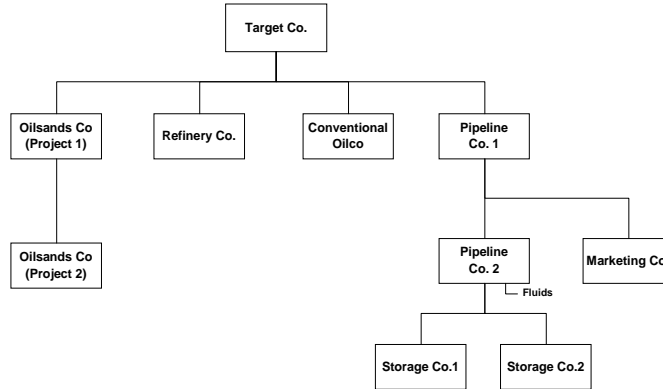 Target Co.
Oilsands Co
(Project 1)
Refinery Co.
Conventional
Oilco
Pipeline
Co. 1
Oilsands Co
(Project 2)
Pipeline
Co. 2
Marketing Co
Fluids
Storage Co.1
Storage Co.2